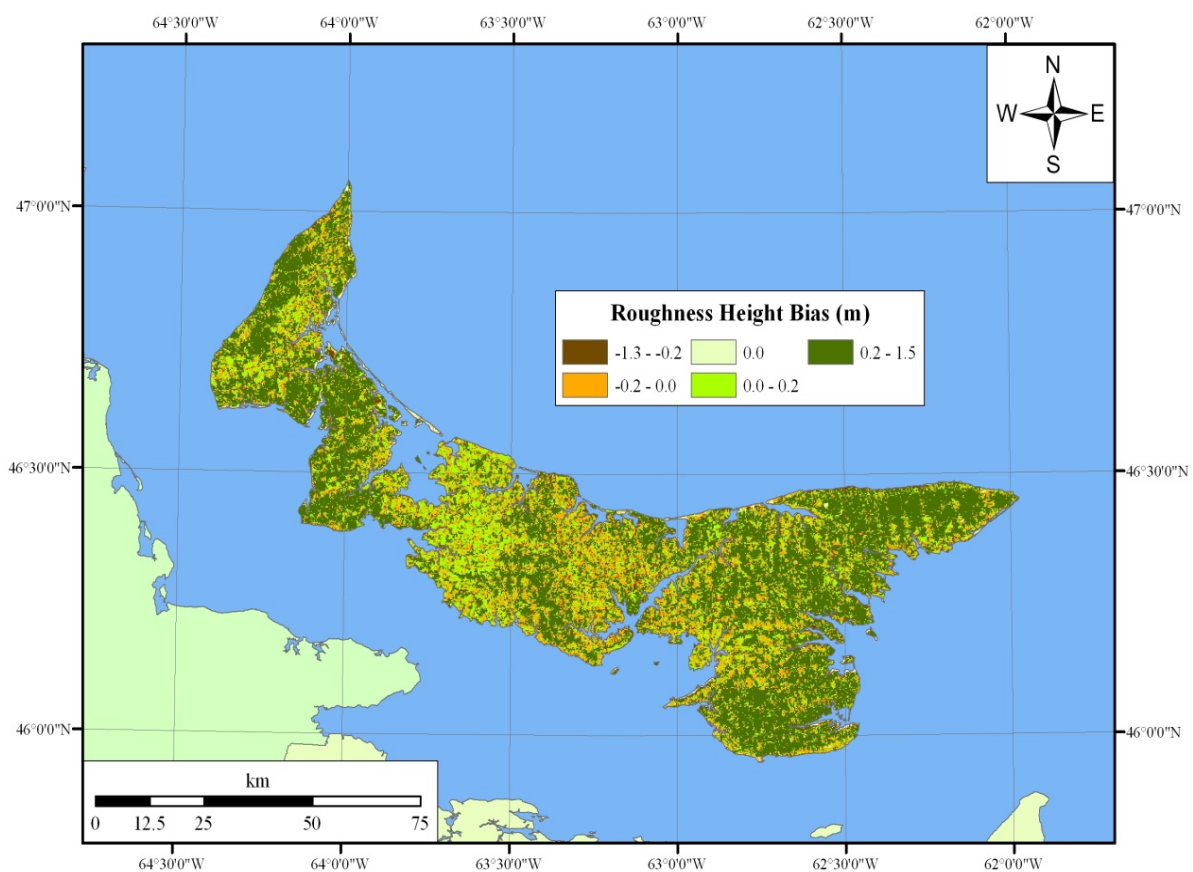 64°30'0"W 64°0'0"W 63°30'0"W 63°0'0"W 62°30'0"W 62°0'0"W
N
W E
S
47°0'0"N 47°0'0"N
Roughness Height Bias (m)
-1.3 - -0.2 0.0 0.2 - 1.5
-0.2 - 0.0 0.0 - 0.2
46°30'0"N 46°30'0"N
46°0'0"N 46°0'0"N
km
0 12.5 25 50 75
64°30'0"W 64°0'0"W 63°30'0"W 63°0'0"W 62°30'0"W 62°0'0"W